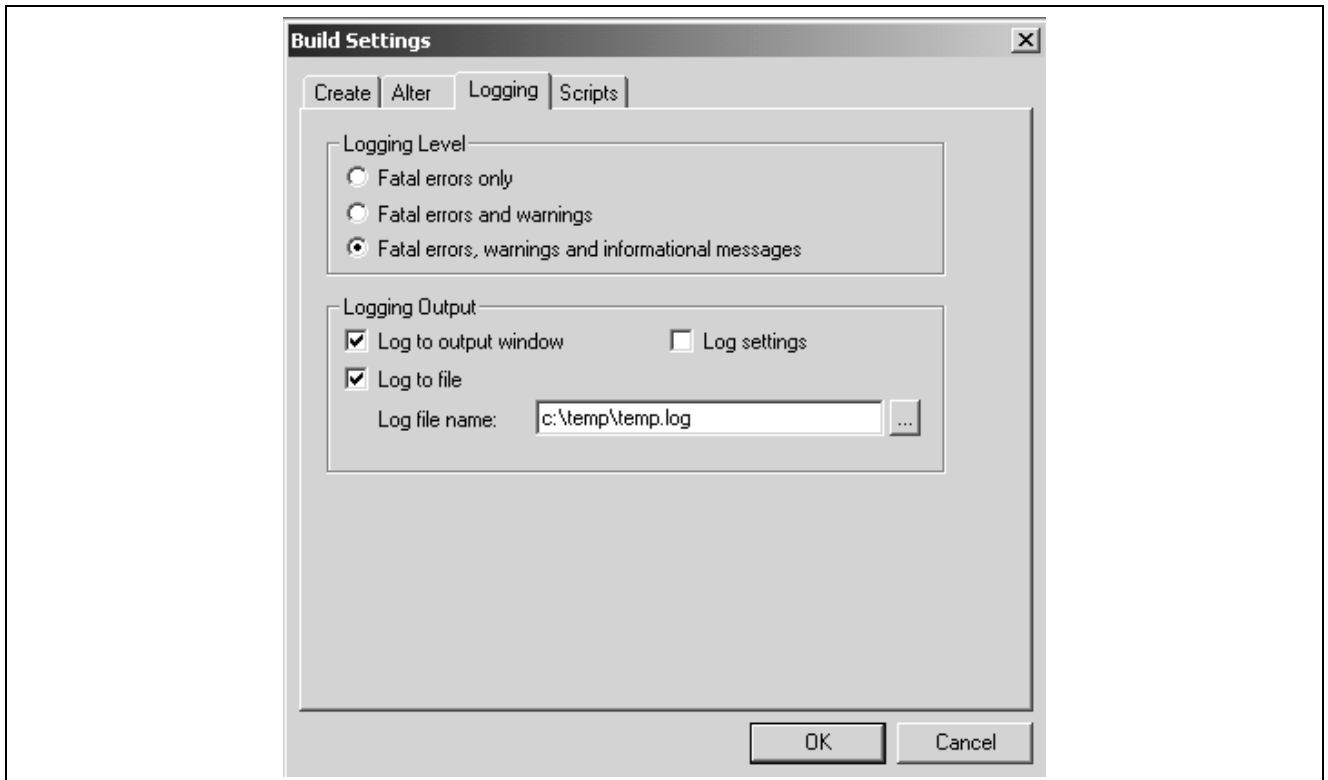 Build Settings
Create Alter Logging Scripts
Logging Level
Fatal errors only
Fatal errors and warnings
Fatal errors, warnings and informational messages
Logging Output
Log to output window Log settings
Log to file
Log file name: c:\temp\temp.log ...
OK Cancel